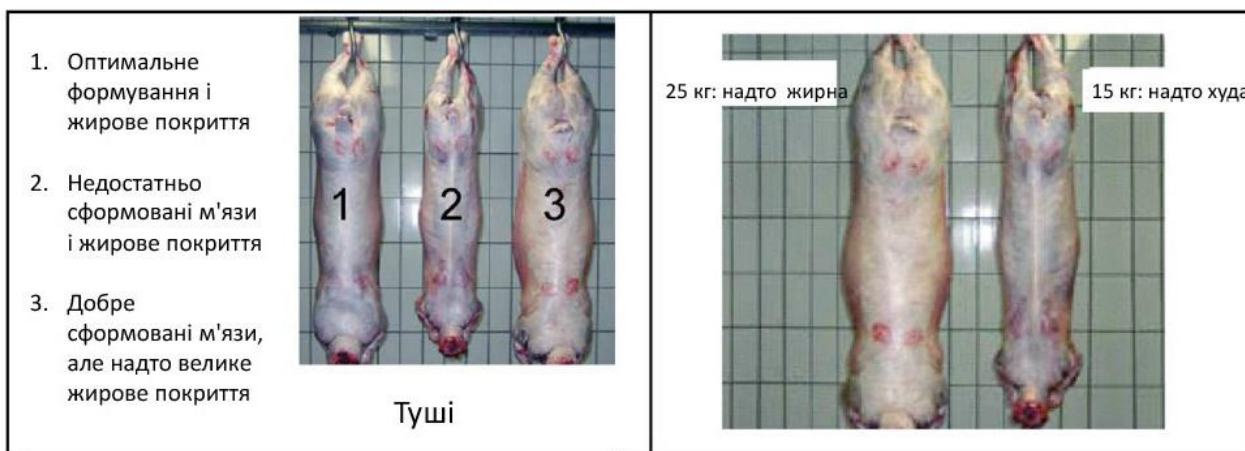 1. Оптимальне
формування і
жирове покриття
2. Недостатньо
сформовані м'язи
і жирове покриття
3. Добре
сформовані м'язи,
але надто велике
жирове покриття
1 2 3
Туші
25 кг: надто жирна
15 кг: надто худа